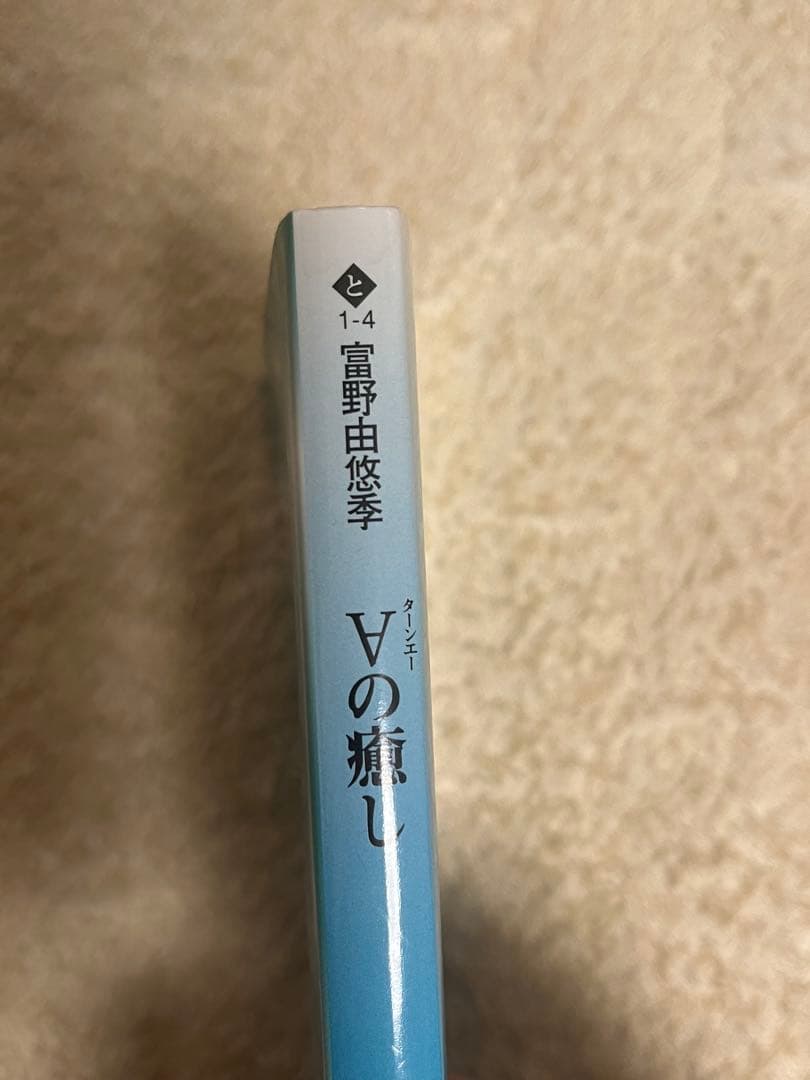 と
1-4
富野由悠季
∀の癒し
ターンエー